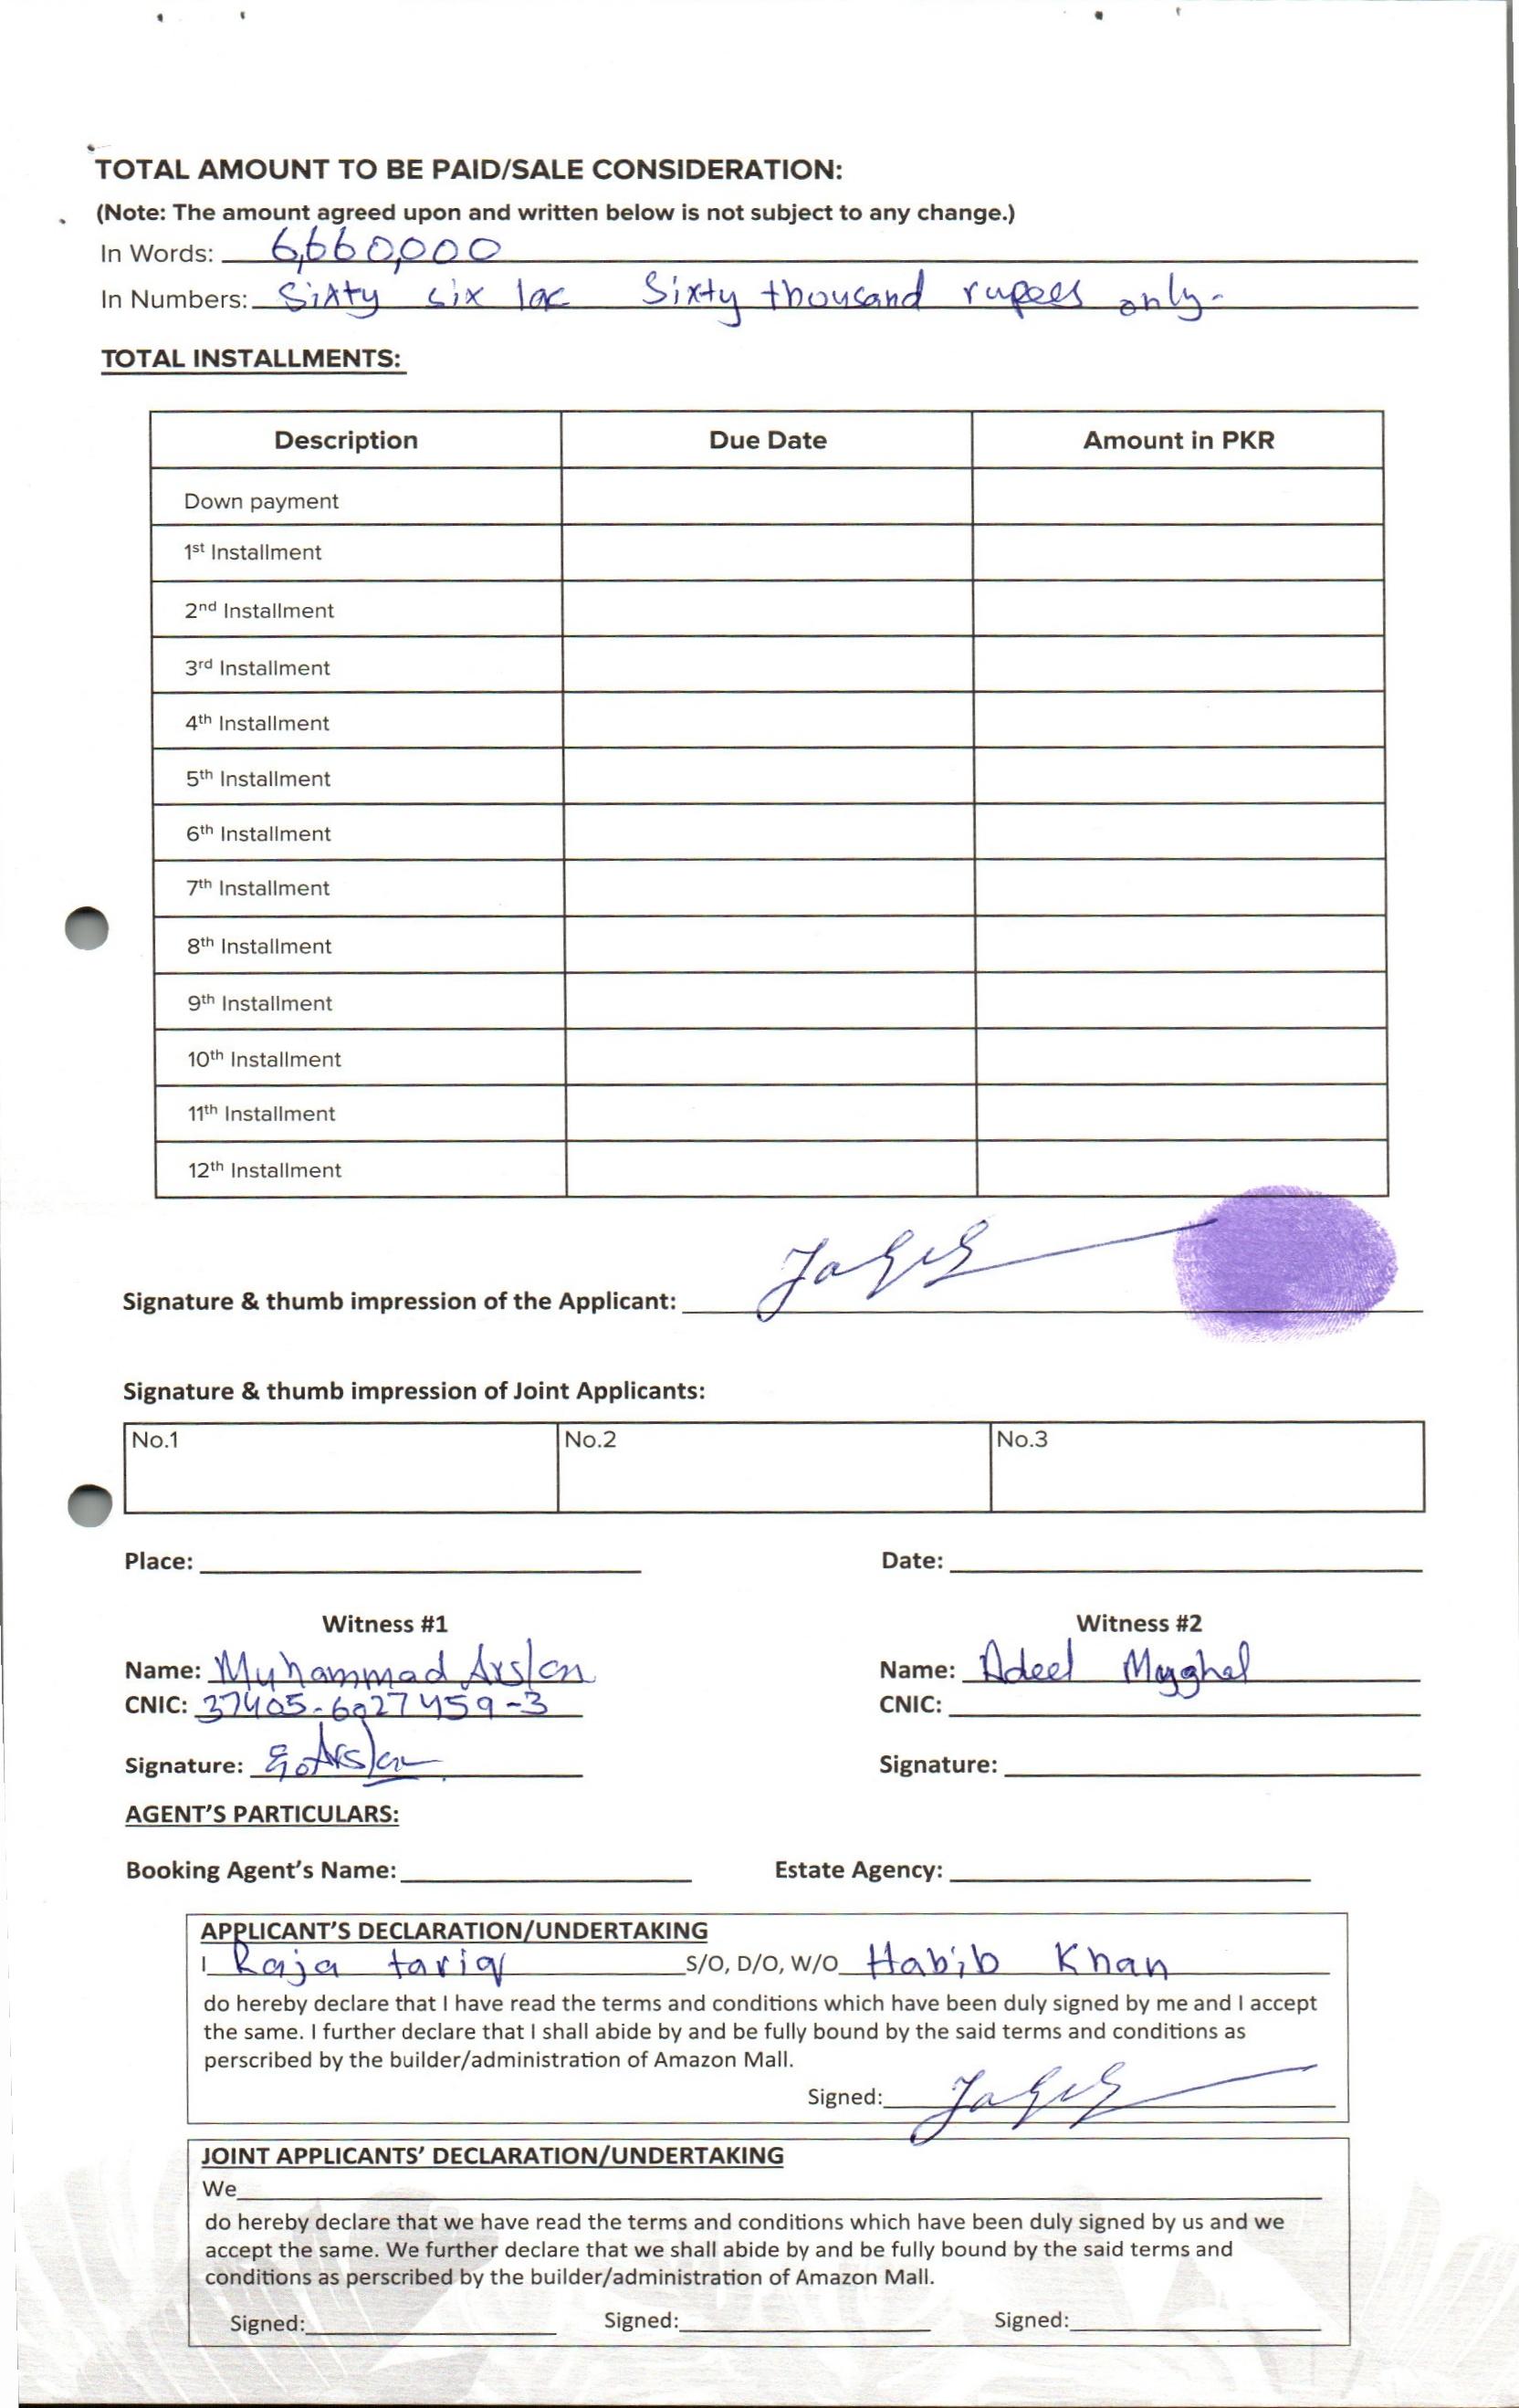 TOTAL AMOUNT TO BE PAID/SALE CONSIDERATION:
(Note: The amount agreed upon and written below is not subject to any change.)
In Words: 6,660,000
In Numbers: Sixty six lac Sixty thousand rupees only-
TOTAL INSTALLMENTS:
Description Due Date Amount in PKR
Down payment
1st Installment
2nd Installment
3rd Installment
4th Installment
5th Installment
6th Installment
7th Installment
8th Installment
9th Installment
10th Installment
11th Installment
12th Installment
Signature & thumb impression of the Applicant:
Signature & thumb impression of Joint Applicants:
No.1 No.2 No.3
Place: Date:
Witness #1 Witness #2
Name: Muhammad Arslan Name: Adeel Mughal
CNIC: 37405-6027459-3 CNIC:
Signature: Arslan Signature:
AGENT'S PARTICULARS:
Booking Agent's Name: Estate Agency:
APPLICANT'S DECLARATION/UNDERTAKING
I Raja tariq S/O, D/O, W/O Habib Khan
do hereby declare that I have read the terms and conditions which have been duly signed by me and I accept
the same. I further declare that I shall abide by and be fully bound by the said terms and conditions as
perscribed by the builder/administration of Amazon Mall.
Signed:
JOINT APPLICANTS' DECLARATION/UNDERTAKING
We
do hereby declare that we have read the terms and conditions which have been duly signed by us and we
accept the same. We further declare that we shall abide by and be fully bound by the said terms and
conditions as perscribed by the builder/administration of Amazon Mall.
Signed: Signed: Signed: